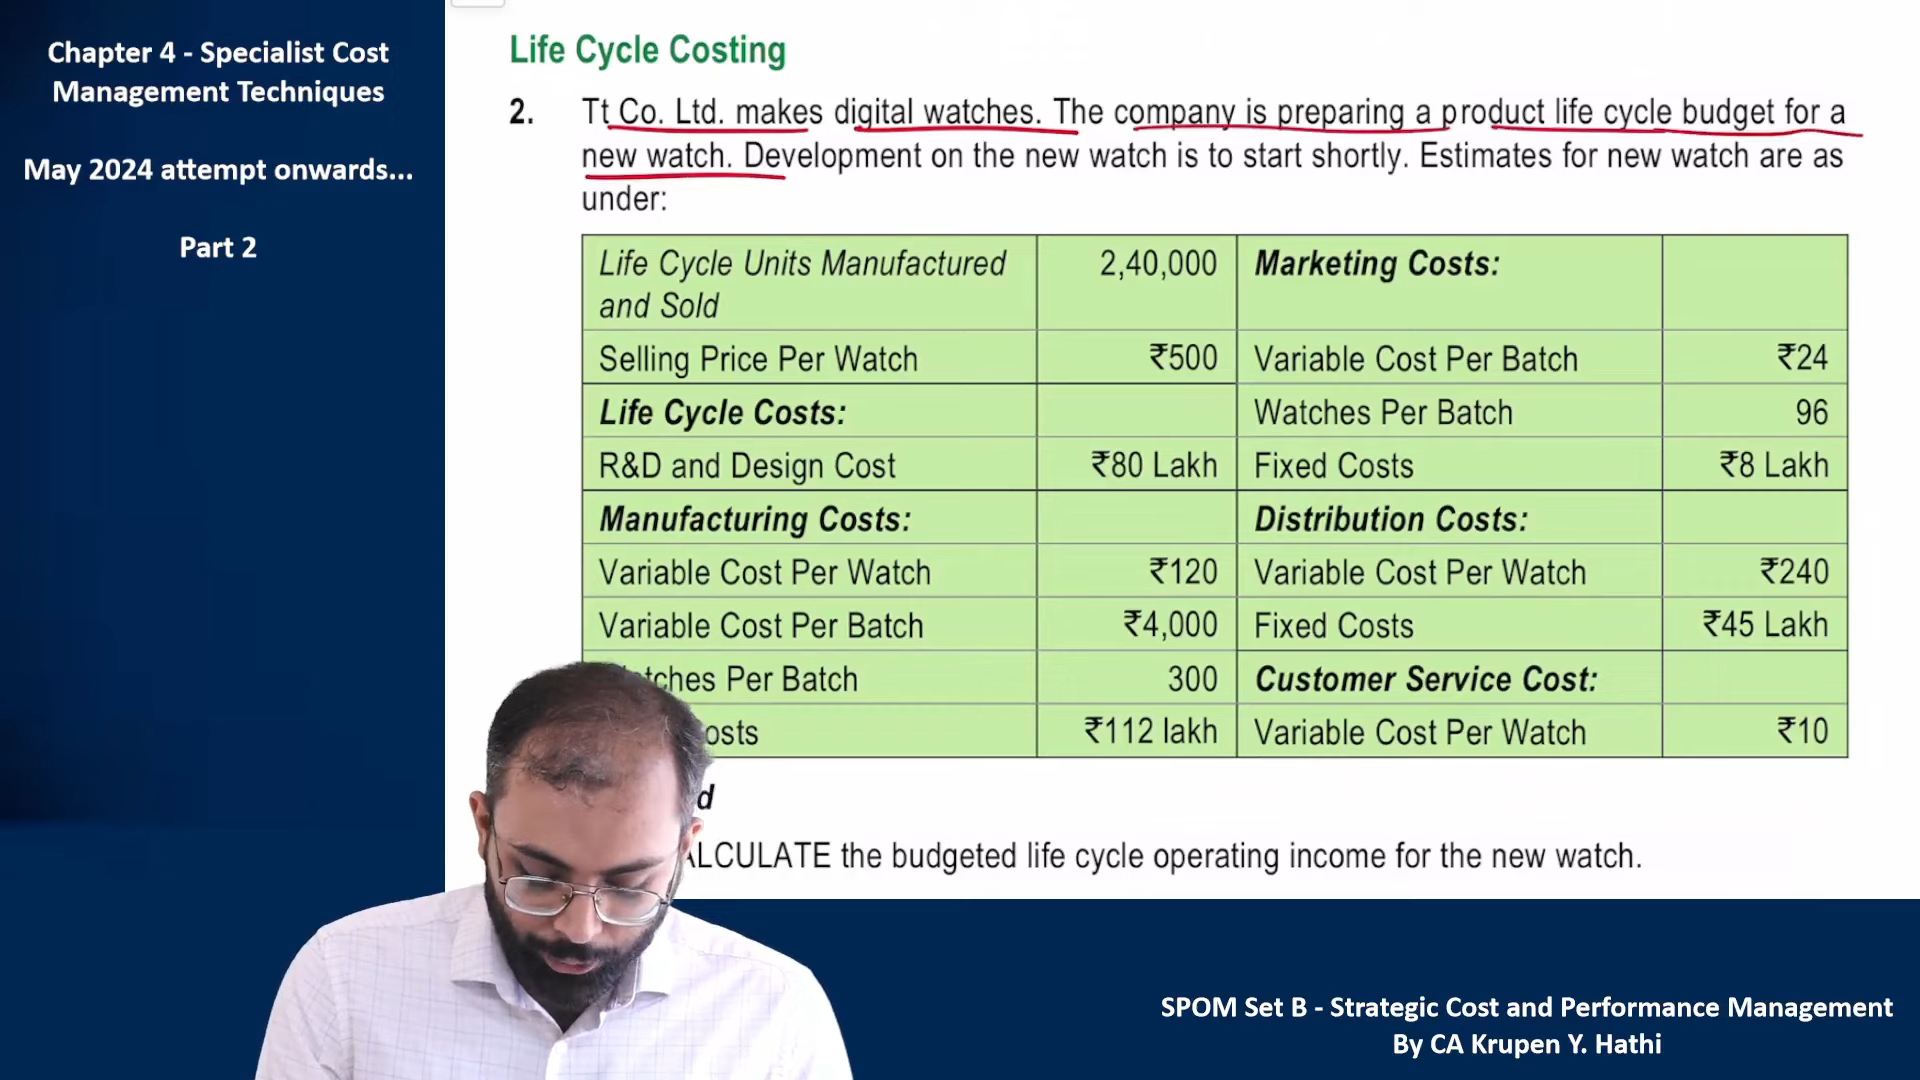 Chapter 4 - Specialist Cost
Management Techniques
May 2024 attempt onwards...
Part 2
Life Cycle Costing
2. Tt Co. Ltd. makes digital watches. The company is preparing a product life cycle budget for a
new watch. Development on the new watch is to start shortly. Estimates for new watch are as
under:
Life Cycle Units Manufactured and Sold 2,40,000 Marketing Costs:
Selling Price Per Watch ₹500 Variable Cost Per Batch ₹24
Life Cycle Costs: Watches Per Batch 96
R&D and Design Cost ₹80 Lakh Fixed Costs ₹8 Lakh
Manufacturing Costs: Distribution Costs:
Variable Cost Per Watch ₹120 Variable Cost Per Watch ₹240
Variable Cost Per Batch ₹4,000 Fixed Costs ₹45 Lakh
Per Batch 300 Customer Service Cost:
₹112 lakh Variable Cost Per Watch ₹10
the budgeted life cycle operating income for the new watch.
SPOM Set B - Strategic Cost and Performance Management
By CA Krupen Y. Hathi